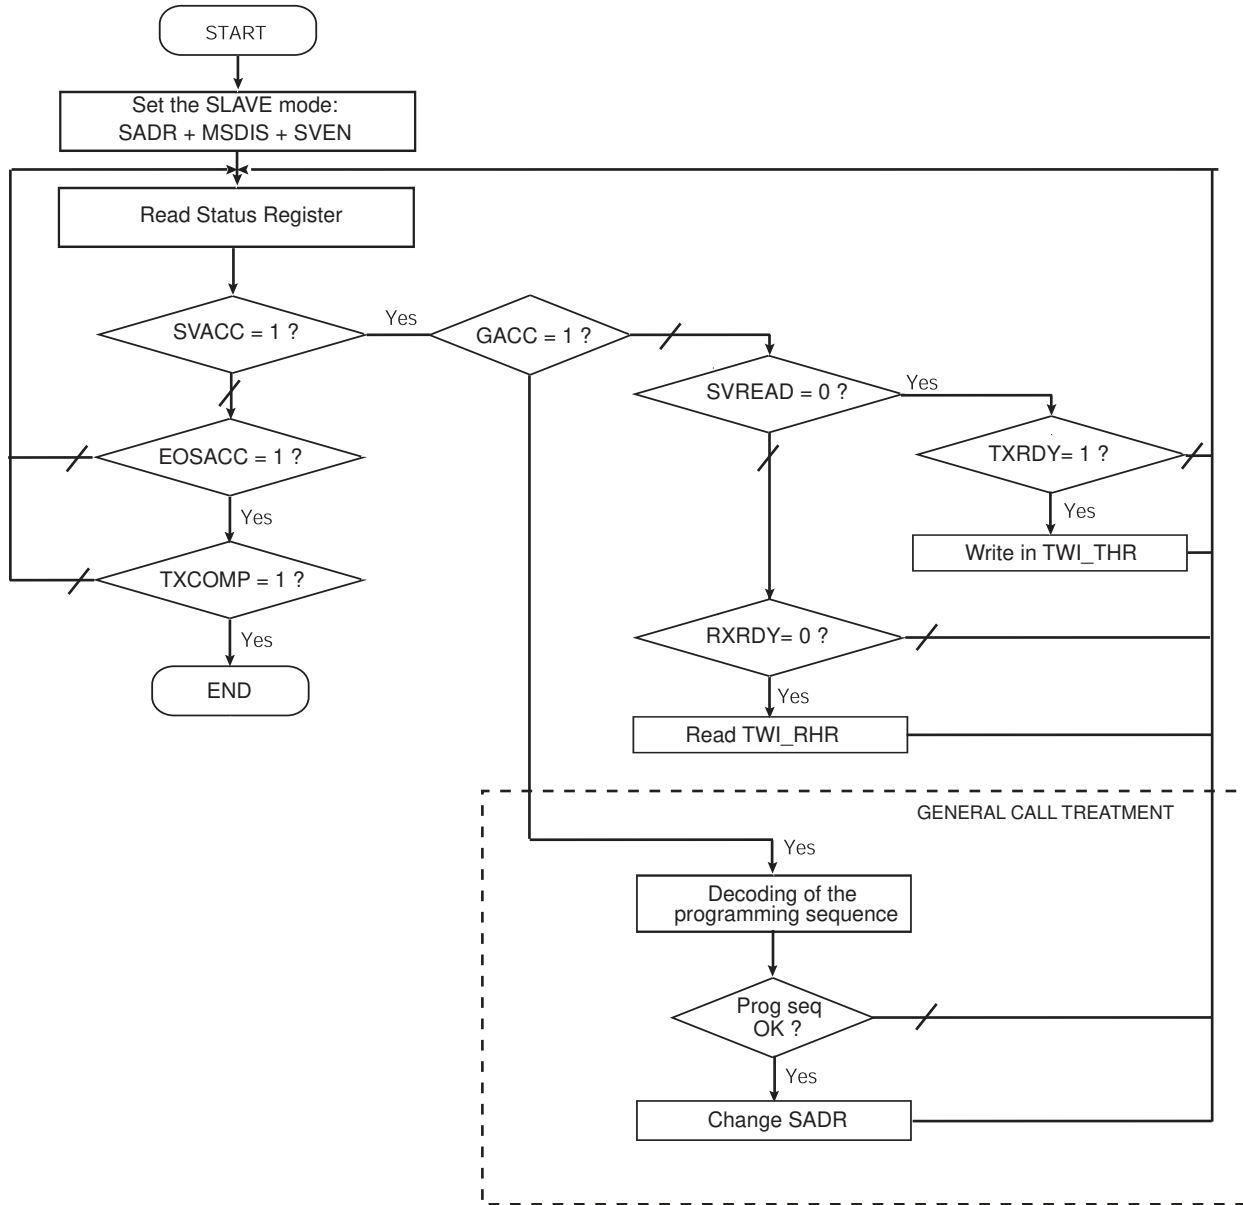 START
Set the SLAVE mode:
SADR + MSDIS + SVEN
Read Status Register
SVACC = 1 ?
Yes
GACC = 1 ?
SVREAD = 0 ?
Yes
EOSACC = 1 ?
TXRDY= 1 ?
Yes
Yes
Write in TWI_THR
TXCOMP = 1 ?
Yes
RXRDY= 0 ?
END
Yes
Read TWI_RHR
GENERAL CALL TREATMENT
Yes
Decoding of the
programming sequence
Prog seq
OK ?
Yes
Change SADR